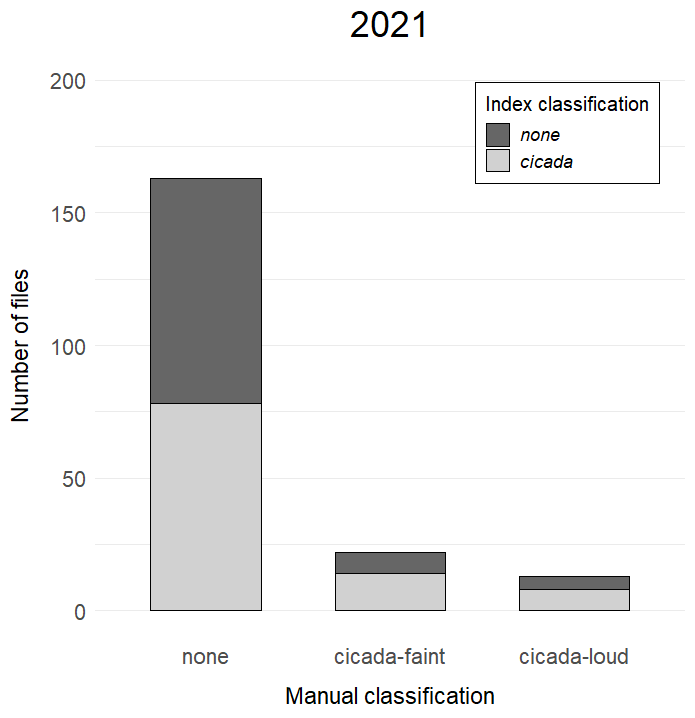 2021
Index classification
none
cicada
200
150
100
50
0
Number of files
none
cicada-faint
cicada-loud
Manual classification